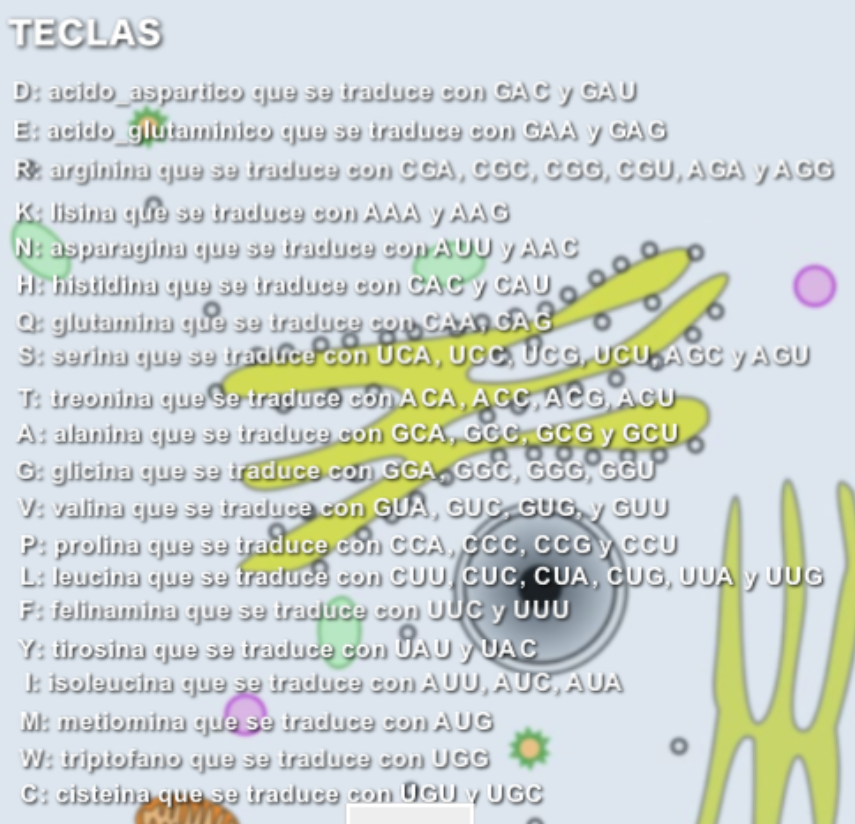 TECLAS
D: acido_aspartico que se traduce con GAC y GAU
E: acido_glutaminico que se traduce con GAA y GAG
R: arginina que se traduce con CGA, CGC, CGG, CGU, AGA y AGG
K: lisina que se traduce con AAA y AAG
N: asparagina que se traduce con AUU y AAC
H: histidina que se traduce con CAC y CAU
Q: glutamina que se traduce con CAA, CAG
S: serina que se traduce con UCA, UCC, UCG, UCU, AGC y AGU
T: treonina que se traduce con ACA, ACC, ACG, ACU
A: alanina que se traduce con GCA, GCC, GCG y GCU
G: glicina que se traduce con GGA, GGC, GGG, GGU
V: valina que se traduce con GUA, GUC, GUG, y GUU
P: prolina que se traduce con CCA, CCC, CCG y CCU
L: leucina que se traduce con CUU, CUC, CUA, CUG, UUA y UUG
F: felinamina que se traduce con UUC y UUU
Y: tirosina que se traduce con UAU y UAC
I: isoleucina que se traduce con AUU, AUC, AUA
M: metiomina que se traduce con AUG
W: triptofano que se traduce con UGG
C: cisteina que se traduce con UGU y UGC